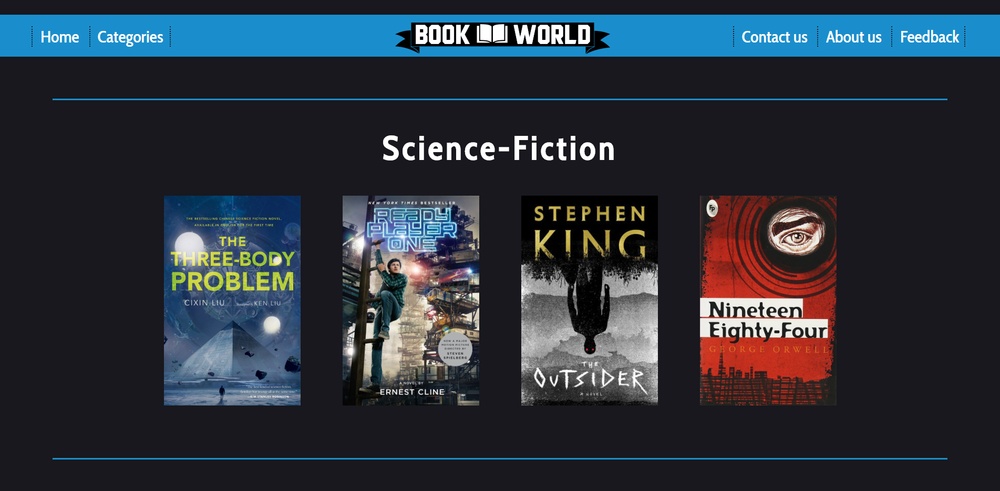 Home
Categories
BOOK WORLD
Contact us
About us
Feedback
Science-Fiction
THE BESTSELLING CHINESE SCIENCE FICTION NOVEL,
AVAILABLE IN ENGLISH FOR THE FIRST TIME
THE
THREE-BODY
PROBLEM
CIXIN LIU Translated by KEN LIU
"The best kind of science fiction,
familiar but strange all at the same time."
—KIM STANLEY ROBINSON
NEW YORK TIMES BESTSELLER
READY
PLAYER
ONE
NOW A MAJOR
MOTION PICTURE
DIRECTED BY
STEVEN
SPIELBERG
A NOVEL BY
ERNEST CLINE
STEPHEN
KING
THE
OUTSIDER
A NOVEL
FP
Nineteen
Eighty-Four
GEORGE ORWELL